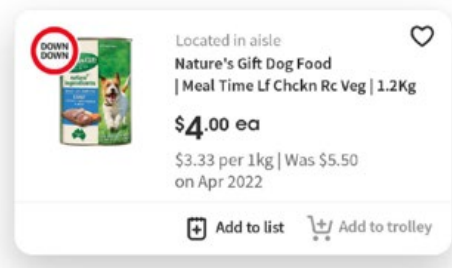 DOWN
DOWN
Located in aisle
Nature's Gift Dog Food
| Meal Time Lf Chckn Rc Veg | 1.2Kg
$4.00 ea
$3.33 per 1kg | Was $5.50
on Apr 2022
Add to list
Add to trolley